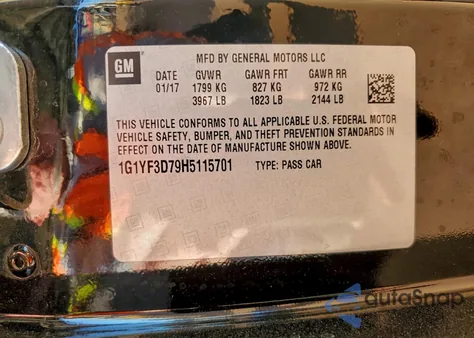 GM
MFD BY GENERAL MOTORS LLC
DATE GVWR GAWR FRT GAWR RR
01/17 1799 KG 827 KG 972 KG
3967 LB 1823 LB 2144 LB
THIS VEHICLE CONFORMS TO ALL APPLICABLE U.S. FEDERAL MOTOR
VEHICLE SAFETY, BUMPER, AND THEFT PREVENTION STANDARDS IN
EFFECT ON THE DATE OF MANUFACTURE SHOWN ABOVE.
1G1YF3D79H5115701 TYPE: PASS CAR
autoSnap